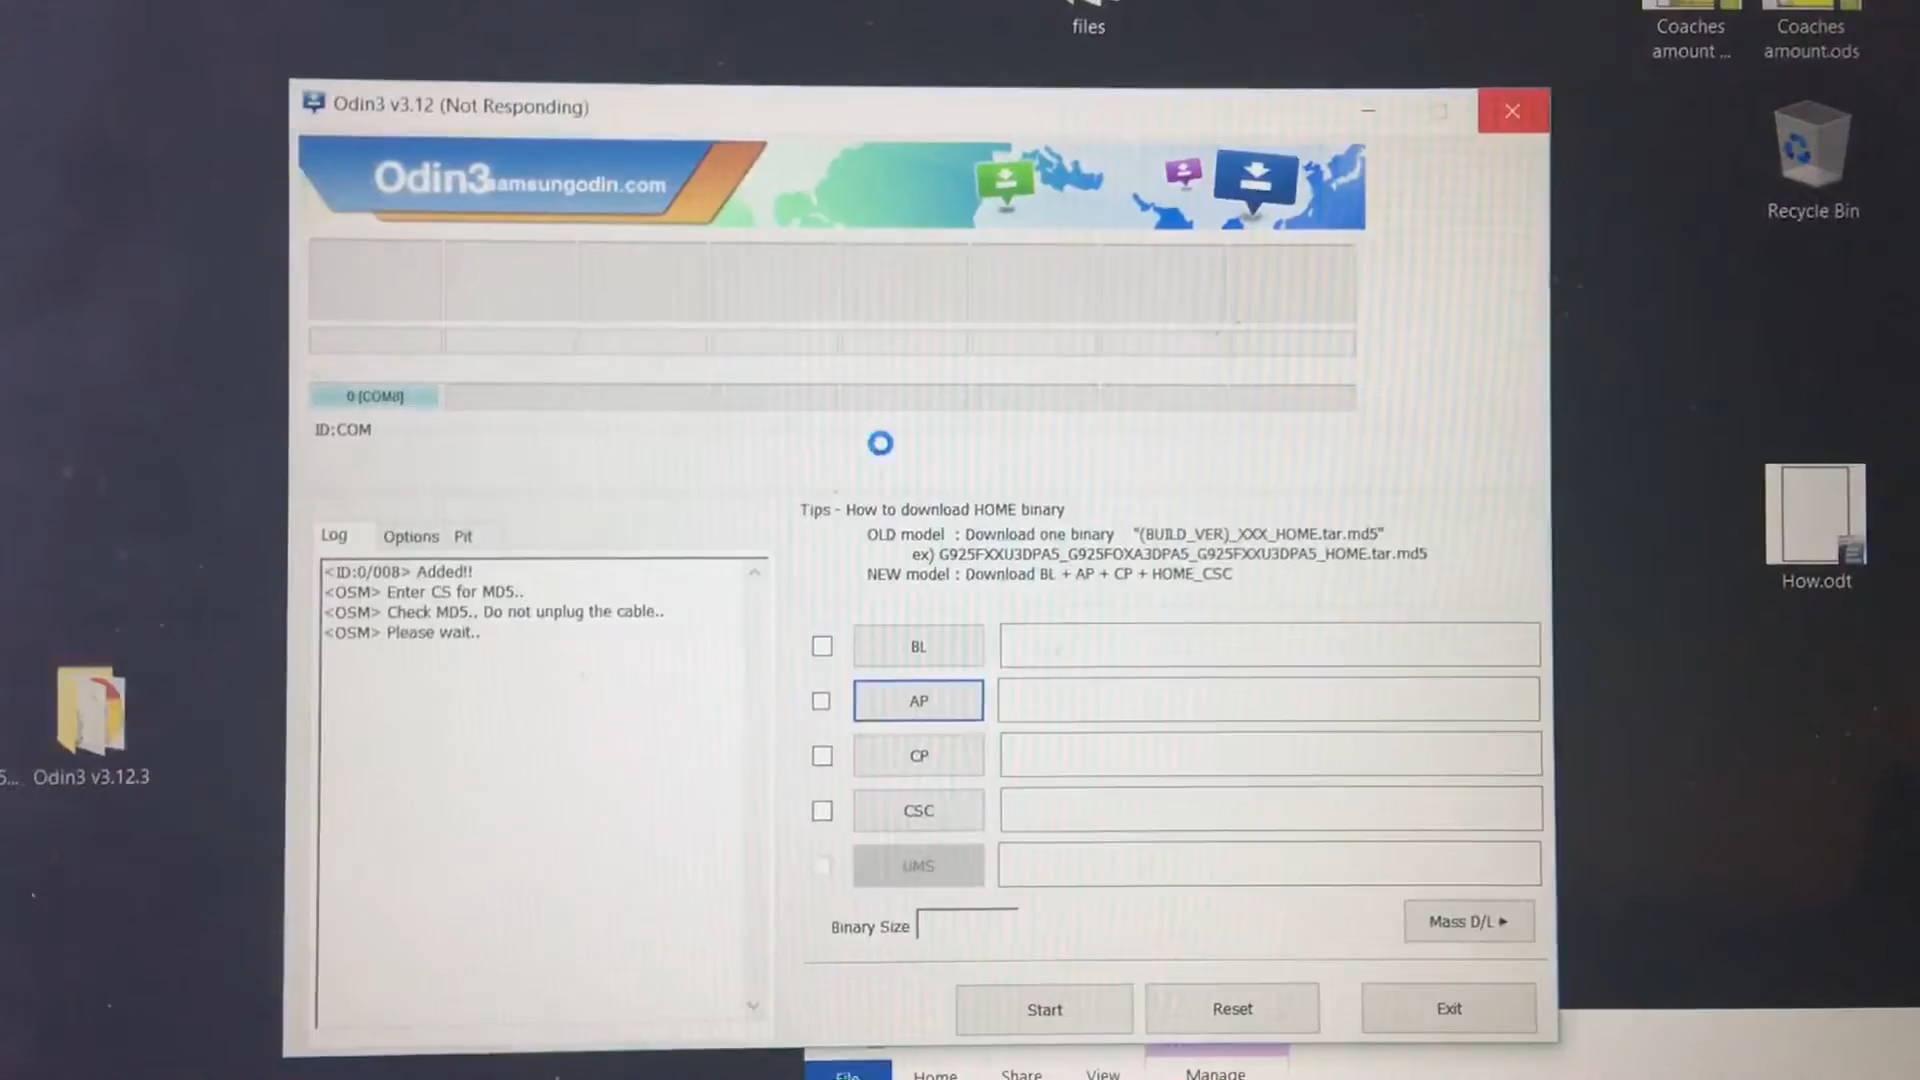 files
Coaches
amount ...
Coaches
amount.ods
Odin3 v3.12 (Not Responding)
Odin3
samsungodin.com
Recycle Bin
0 [COM8]
ID:COM
Tips - How to download HOME binary
OLD model : Download one binary "(BUILD_VER)_XXX_HOME.tar.md5"
ex) G925FXXU3DPA5_G925FOXA3DPA5_G925FXXU3DPA5_HOME.tar.md5
NEW model : Download BL + AP + CP + HOME_CSC
Log Options Pit
<ID:0/008> Added!!
<OSM> Enter CS for MD5..
<OSM> Check MD5.. Do not unplug the cable..
<OSM> Please wait..
How.odt
BL
AP
CP
CSC
UMS
5... Odin3 v3.12.3
Binary Size
Mass D/L
Start Reset Exit
File Home Share View Manage